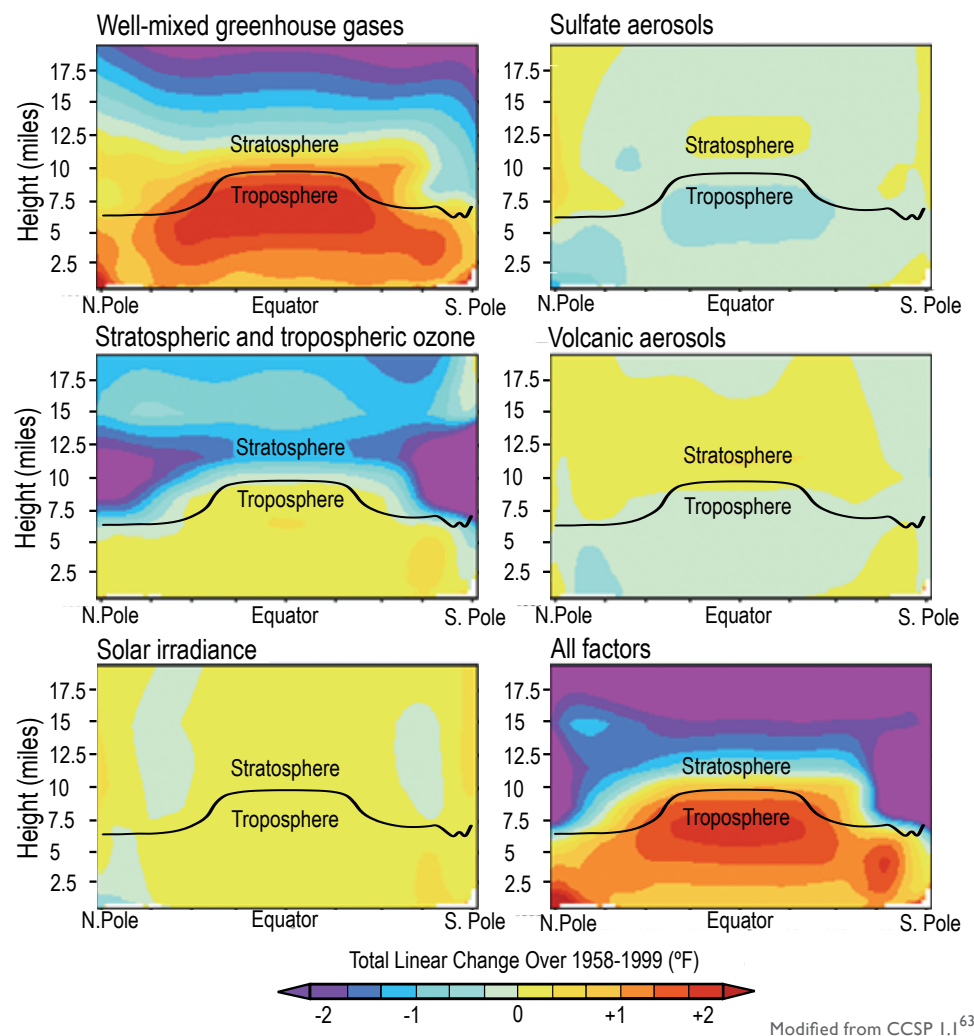 Well-mixed greenhouse gases
Sulfate aerosols
Height (miles)
17.5
15
12.5
10
7.5
5
2.5
Stratosphere
Troposphere
N.Pole
Equator
S. Pole
17.5
15
12.5
10
7.5
5
2.5
Stratosphere
Troposphere
N.Pole
Equator
S. Pole
Stratospheric and tropospheric ozone
Volcanic aerosols
Height (miles)
17.5
15
12.5
10
7.5
5
2.5
Stratosphere
Troposphere
N.Pole
Equator
S. Pole
17.5
15
12.5
10
7.5
5
2.5
Stratosphere
Troposphere
N.Pole
Equator
S. Pole
Solar irradiance
All factors
Height (miles)
17.5
15
12.5
10
7.5
5
2.5
Stratosphere
Troposphere
N.Pole
Equator
S. Pole
17.5
15
12.5
10
7.5
5
2.5
Stratosphere
Troposphere
N.Pole
Equator
S. Pole
Total Linear Change Over 1958-1999 (ºF)
-2 -1 0 +1 +2
Modified from CCSP 1.1⁶³